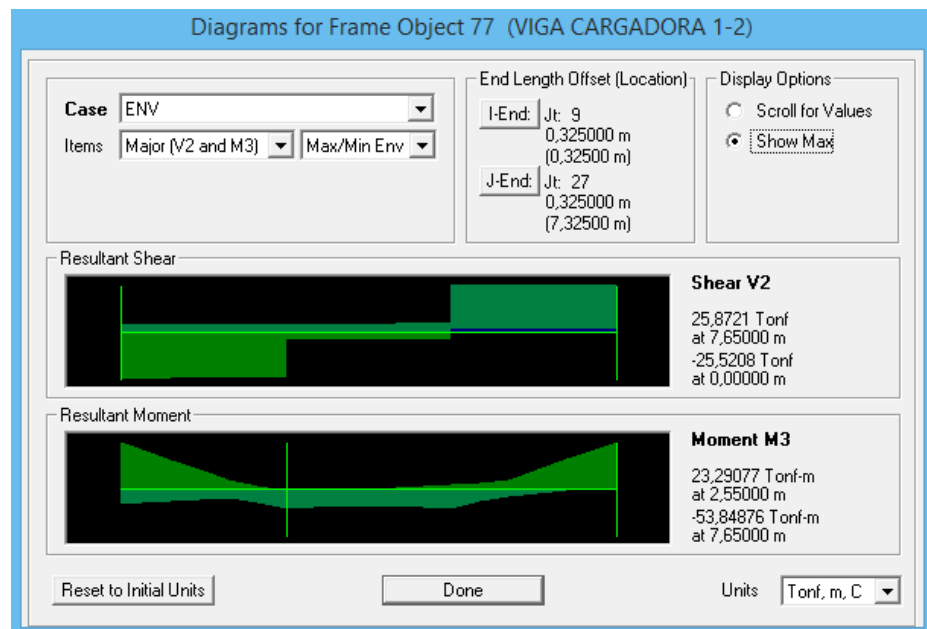 Diagrams for Frame Object 77 (VIGA CARGADORA 1-2)
Case ENV
Items Major (V2 and M3) Max/Min Env
End Length Offset (Location)
I-End: Jt: 9
0,325000 m
(0,32500 m)
J-End: Jt: 27
0,325000 m
(7,32500 m)
Display Options
Scroll for Values
Show Max
Resultant Shear
Shear V2
25,8721 Tonf
at 7,65000 m
-25,5208 Tonf
at 0,00000 m
Resultant Moment
Moment M3
23,29077 Tonf-m
at 2,55000 m
-53,84876 Tonf-m
at 7,65000 m
Reset to Initial Units
Done
Units Tonf, m, C